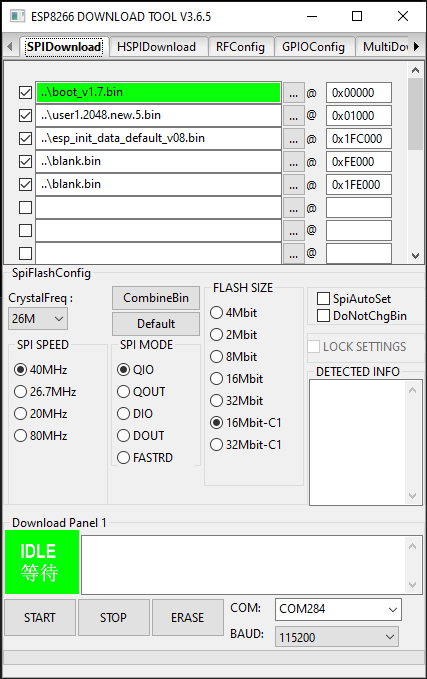 ESP8266 DOWNLOAD TOOL V3.6.5
SPIDownload HSPIDownload RFConfig GPIOConfig MultiDow
..\boot_v1.7.bin ... @ 0x00000
..\user1.2048.new.5.bin ... @ 0x01000
..\esp_init_data_default_v08.bin ... @ 0x1FC000
..\blank.bin ... @ 0xFE000
..\blank.bin ... @ 0x1FE000
... @
... @
... @
SpiFlashConfig
CrystalFreq :
26M
CombineBin
Default
SPI SPEED
40MHz
26.7MHz
20MHz
80MHz
SPI MODE
QIO
QOUT
DIO
DOUT
FASTRD
FLASH SIZE
4Mbit
2Mbit
8Mbit
16Mbit
32Mbit
16Mbit-C1
32Mbit-C1
SpiAutoSet
DoNotChgBin
LOCK SETTINGS
DETECTED INFO
Download Panel 1
IDLE
等待
START STOP ERASE
COM: COM284
BAUD: 115200